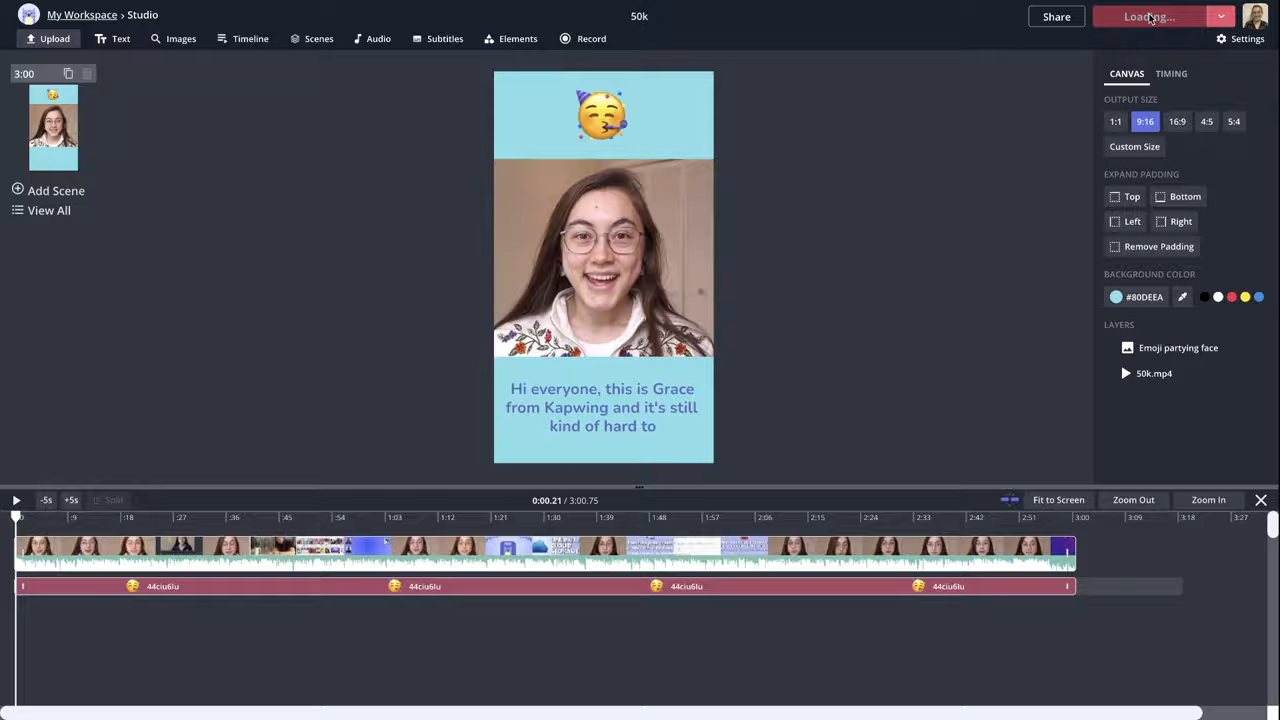 My Workspace › Studio
50k
Share
Loading...
Upload
Text
Images
Timeline
Scenes
Audio
Subtitles
Elements
Record
Settings
3:00
Add Scene
View All
Hi everyone, this is Grace
from Kapwing and it's still
kind of hard to
CANVAS
TIMING
OUTPUT SIZE
1:1 9:16 16:9 4:5 5:4
Custom Size
EXPAND PADDING
Top Bottom
Left Right
Remove Padding
BACKGROUND COLOR
#80DEEA
LAYERS
Emoji partying face
50k.mp4
-5s +5s Split
0:00.21 / 3:00.75
Fit to Screen
Zoom Out
Zoom In
:9 :18 :27 :36 :45 :54 1:03 1:12 1:21 1:30 1:39 1:48 1:57 2:06 2:15 2:24 2:33 2:42 2:51 3:00 3:09 3:18 3:27
44ciu6lu 44ciu6lu 44ciu6lu 44ciu6lu